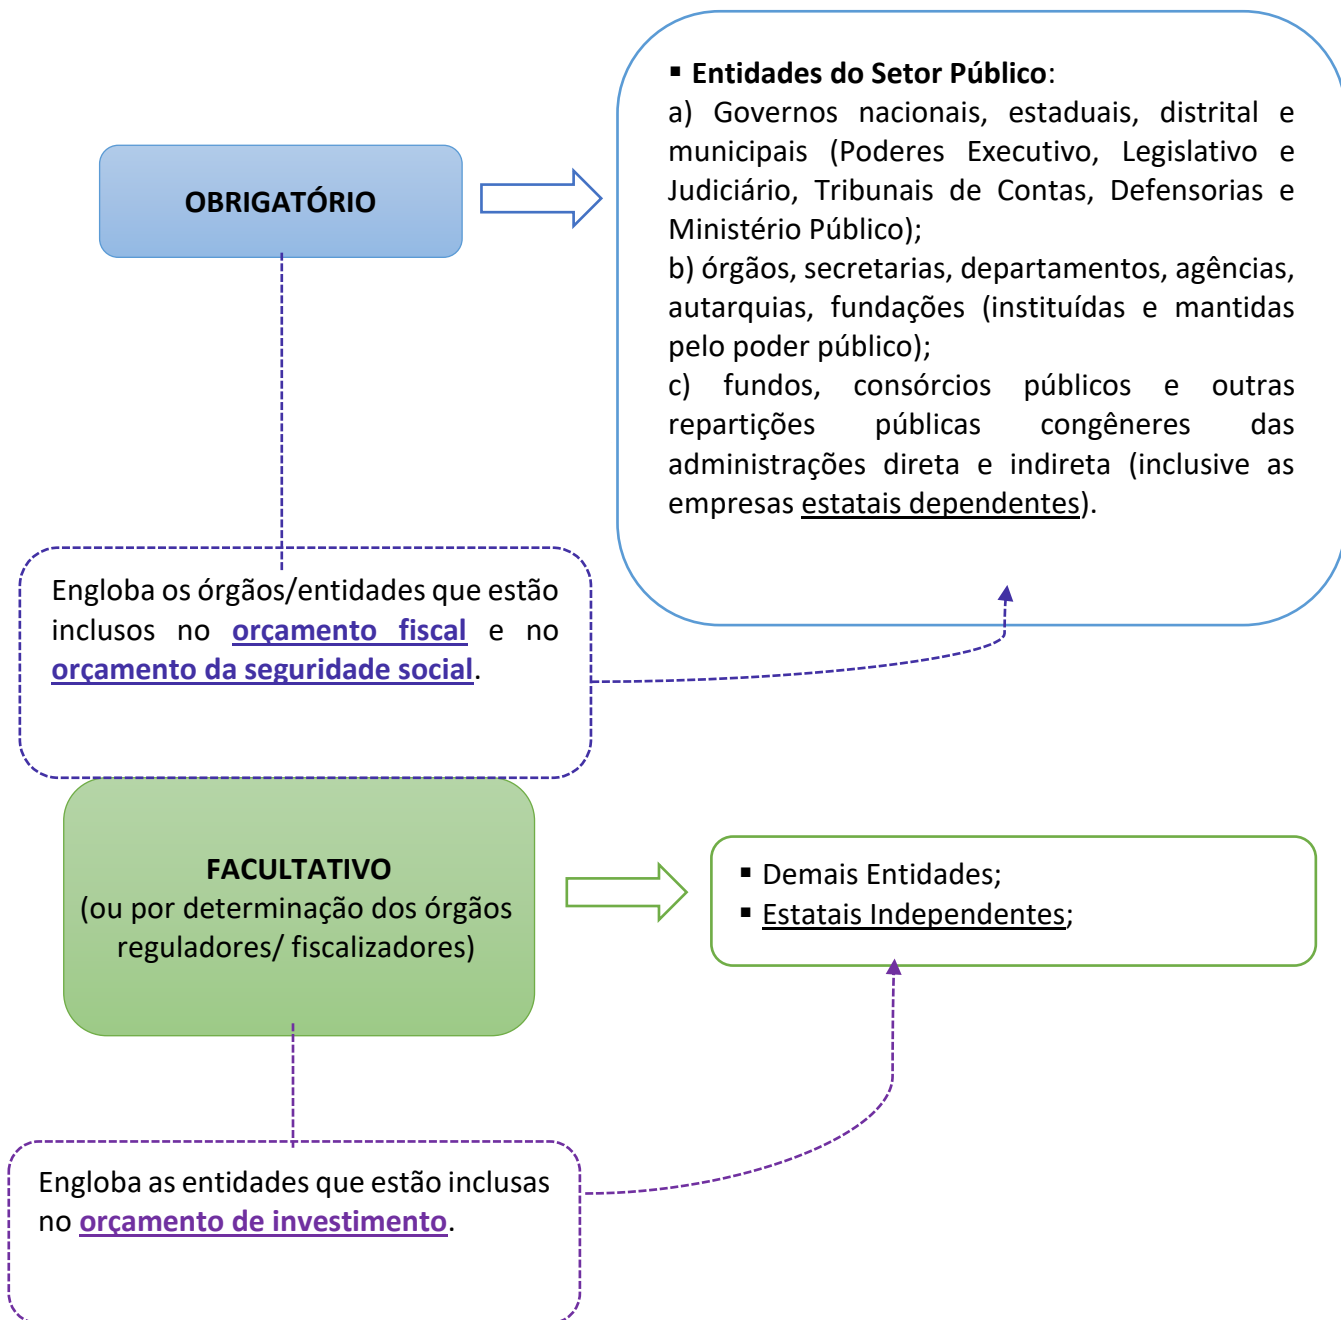 OBRIGATÓRIO
▪ Entidades do Setor Público:
a) Governos nacionais, estaduais, distrital e
municipais (Poderes Executivo, Legislativo e
Judiciário, Tribunais de Contas, Defensorias e
Ministério Público);
b) órgãos, secretarias, departamentos, agências,
autarquias, fundações (instituídas e mantidas
pelo poder público);
c) fundos, consórcios públicos e outras
repartições públicas congêneres das
administrações direta e indireta (inclusive as
empresas estatais dependentes).
Engloba os órgãos/entidades que estão
inclusos no orçamento fiscal e no
orçamento da seguridade social.
FACULTATIVO
(ou por determinação dos órgãos
reguladores/ fiscalizadores)
▪ Demais Entidades;
▪ Estatais Independentes;
Engloba as entidades que estão inclusas
no orçamento de investimento.